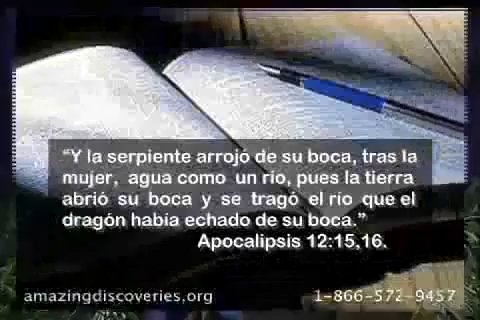 “Y la serpiente arrojó de su boca, tras la
mujer, agua como un río, pues la tierra
abrió su boca y se tragó el río que el
dragón había echado de su boca.”
Apocalipsis 12:15,16.
amazingdiscoveries.org 1-866-572-9457